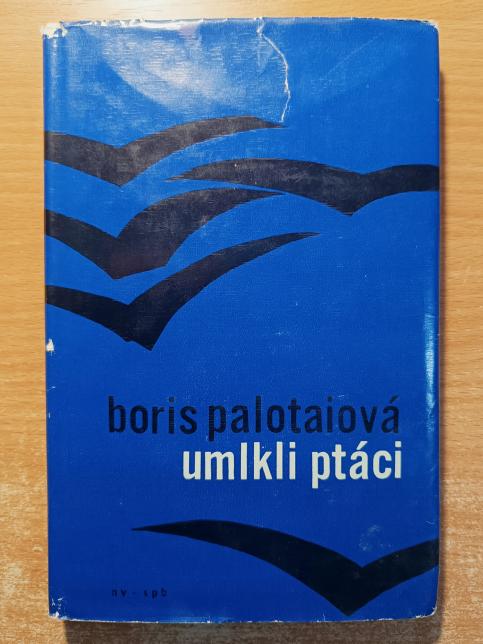 boris palotaiová
umlkli ptáci
nv - spb